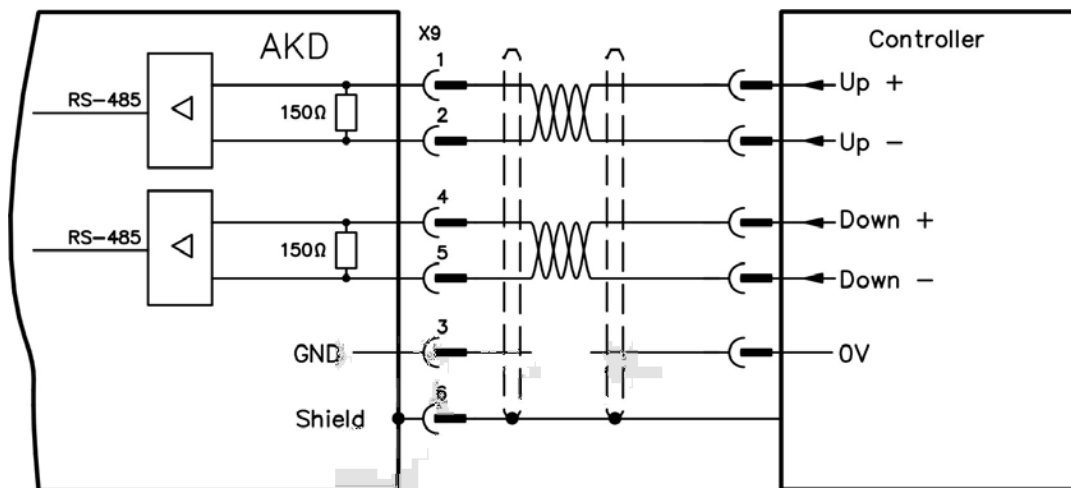 AKD
X9
Controller
1
Up +
RS-485
150Ω
2
Up -
4
Down +
RS-485
150Ω
5
Down -
3
GND
0V
6
Shield